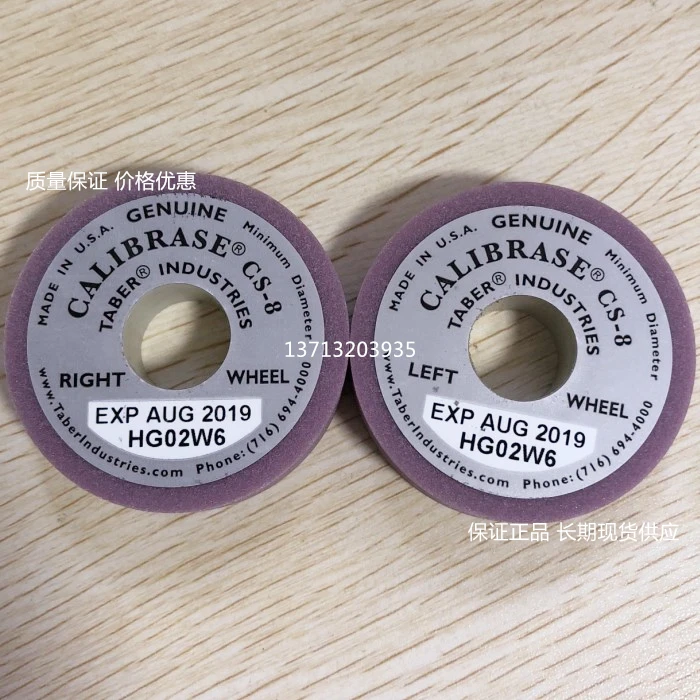 质量保证 价格优惠
GENUINE
MADE IN U.S.A.
CALIBRASE® CS-8
TABER® INDUSTRIES
Minimum Diameter
RIGHT WHEEL
EXP AUG 2019
HG02W6
www.TaberIndustries.com Phone: (716) 694-4000
13713203935
GENUINE
MADE IN U.S.A.
CALIBRASE® CS-8
TABER® INDUSTRIES
Minimum Diameter
LEFT WHEEL
EXP AUG 2019
HG02W6
www.TaberIndustries.com Phone: (716) 694-4000
保证正品 长期现货供应